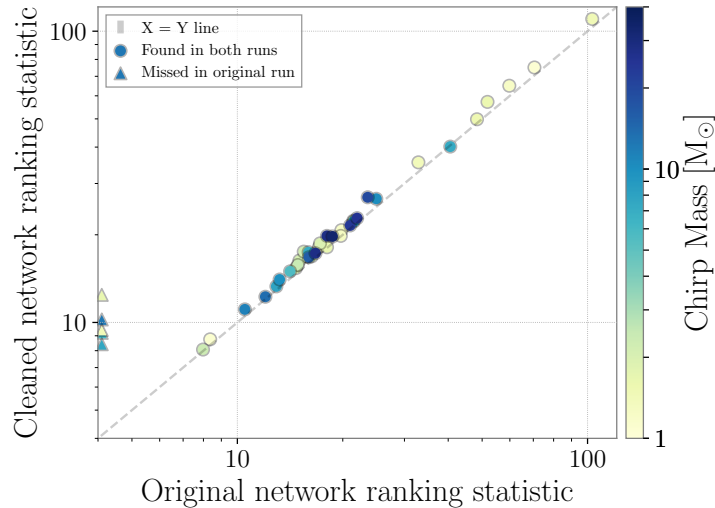 X = Y line
Found in both runs
Missed in original run
100
10
Cleaned network ranking statistic
10
100
Original network ranking statistic
10
1
Chirp Mass [M⊙]